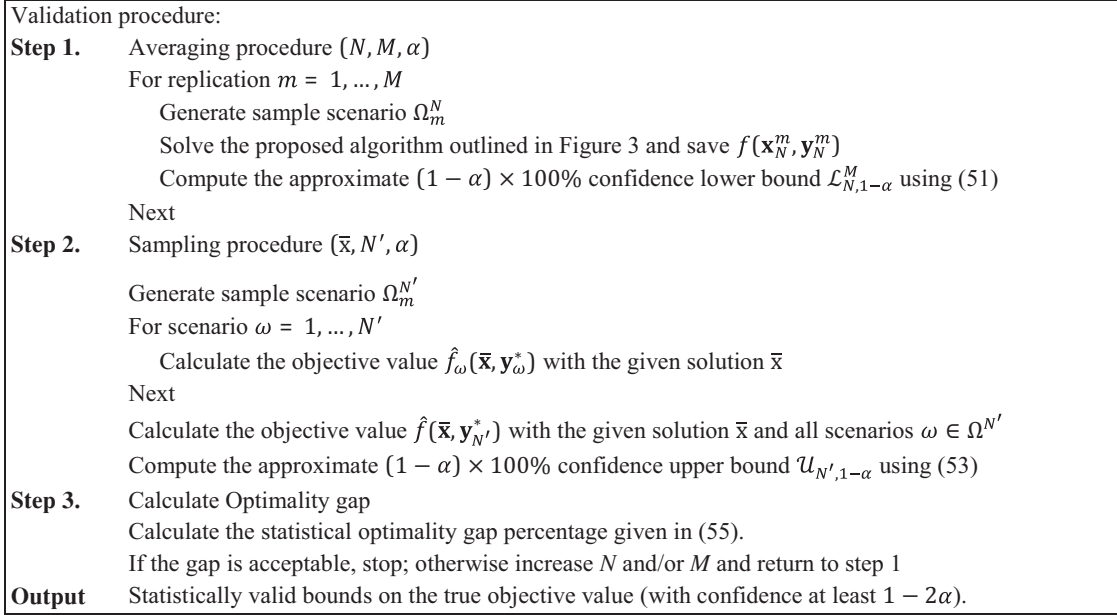 Validation procedure:
Step 1. Averaging procedure (N, M, α)
For replication m = 1, … , M
Generate sample scenario Ω_m^N
Solve the proposed algorithm outlined in Figure 3 and save f(𝐱_N^m, 𝐲_N^m)
Compute the approximate (1 − α) × 100% confidence lower bound ℒ_{N,1−α}^M using (51)
Next
Step 2. Sampling procedure (x̄, N′, α)
Generate sample scenario Ω_m^{N′}
For scenario ω = 1, … , N′
Calculate the objective value f̂_ω(𝐱̄, 𝐲_ω^*) with the given solution x̄
Next
Calculate the objective value f̂(𝐱̄, 𝐲_{N′}^*) with the given solution x̄ and all scenarios ω ∈ Ω^{N′}
Compute the approximate (1 − α) × 100% confidence upper bound 𝒰_{N′,1−α} using (53)
Step 3. Calculate Optimality gap
Calculate the statistical optimality gap percentage given in (55).
If the gap is acceptable, stop; otherwise increase N and/or M and return to step 1
Output Statistically valid bounds on the true objective value (with confidence at least 1 − 2α).